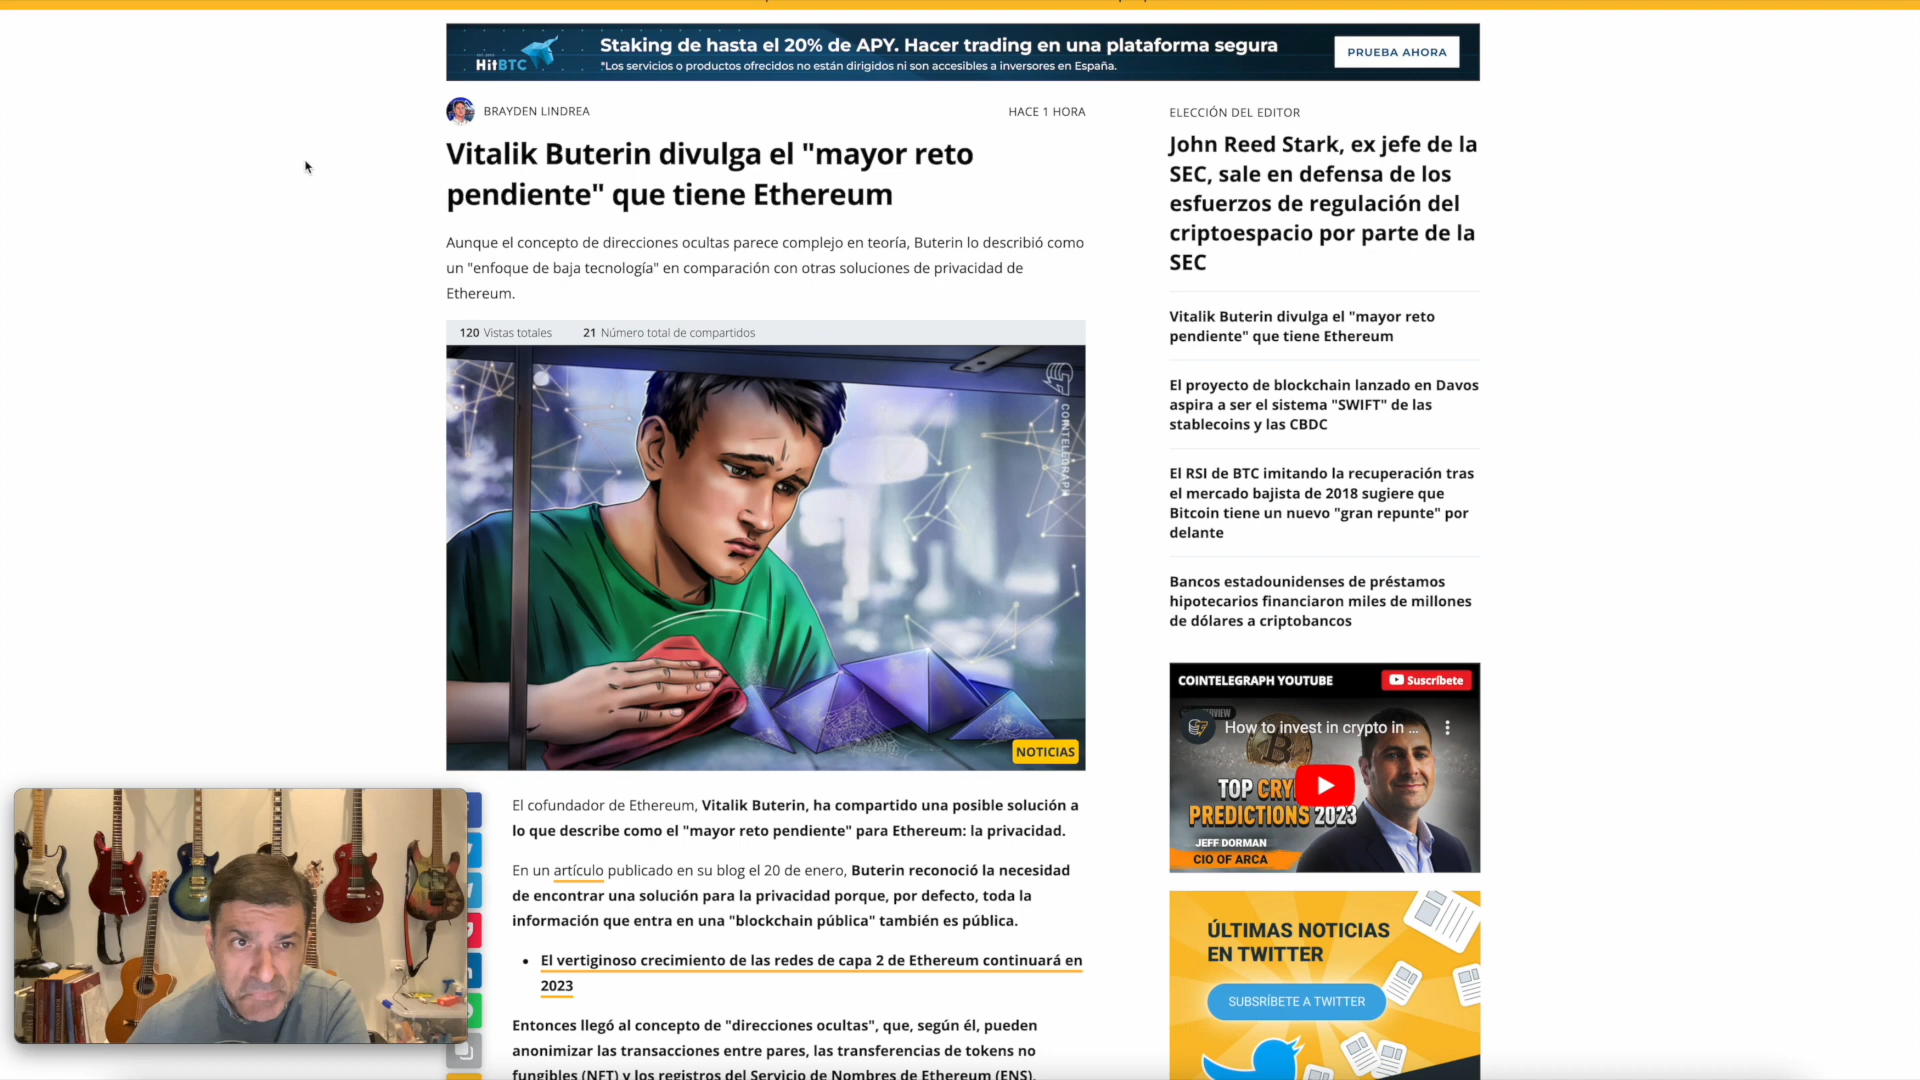 HitBTC
Staking de hasta el 20% de APY. Hacer trading en una plataforma segura
*Los servicios o productos ofrecidos no están dirigidos ni son accesibles a inversores en España.
PRUEBA AHORA
BRAYDEN LINDREA
HACE 1 HORA
Vitalik Buterin divulga el "mayor reto
pendiente" que tiene Ethereum
Aunque el concepto de direcciones ocultas parece complejo en teoría, Buterin lo describió como
un "enfoque de baja tecnología" en comparación con otras soluciones de privacidad de
Ethereum.
120 Vistas totales
21 Número total de compartidos
COINTELEGRAPH
NOTICIAS
El cofundador de Ethereum, Vitalik Buterin, ha compartido una posible solución a
lo que describe como el "mayor reto pendiente" para Ethereum: la privacidad.
En un artículo publicado en su blog el 20 de enero, Buterin reconoció la necesidad
de encontrar una solución para la privacidad porque, por defecto, toda la
información que entra en una "blockchain pública" también es pública.
El vertiginoso crecimiento de las redes de capa 2 de Ethereum continuará en
2023
Entonces llegó al concepto de "direcciones ocultas", que, según él, pueden
anonimizar las transacciones entre pares, las transferencias de tokens no
fungibles (NFT) y los registros del Servicio de Nombres de Ethereum (ENS),
ELECCIÓN DEL EDITOR
John Reed Stark, ex jefe de la
SEC, sale en defensa de los
esfuerzos de regulación del
criptoespacio por parte de la
SEC
Vitalik Buterin divulga el "mayor reto
pendiente" que tiene Ethereum
El proyecto de blockchain lanzado en Davos
aspira a ser el sistema "SWIFT" de las
stablecoins y las CBDC
El RSI de BTC imitando la recuperación tras
el mercado bajista de 2018 sugiere que
Bitcoin tiene un nuevo "gran repunte" por
delante
Bancos estadounidenses de préstamos
hipotecarios financiaron miles de millones
de dólares a criptobancos
COINTELEGRAPH YOUTUBE
Suscríbete
How to invest in crypto in ...
TOP CRY
PREDICTIONS 2023
JEFF DORMAN
CIO OF ARCA
ÚLTIMAS NOTICIAS
EN TWITTER
SUBSRÍBETE A TWITTER